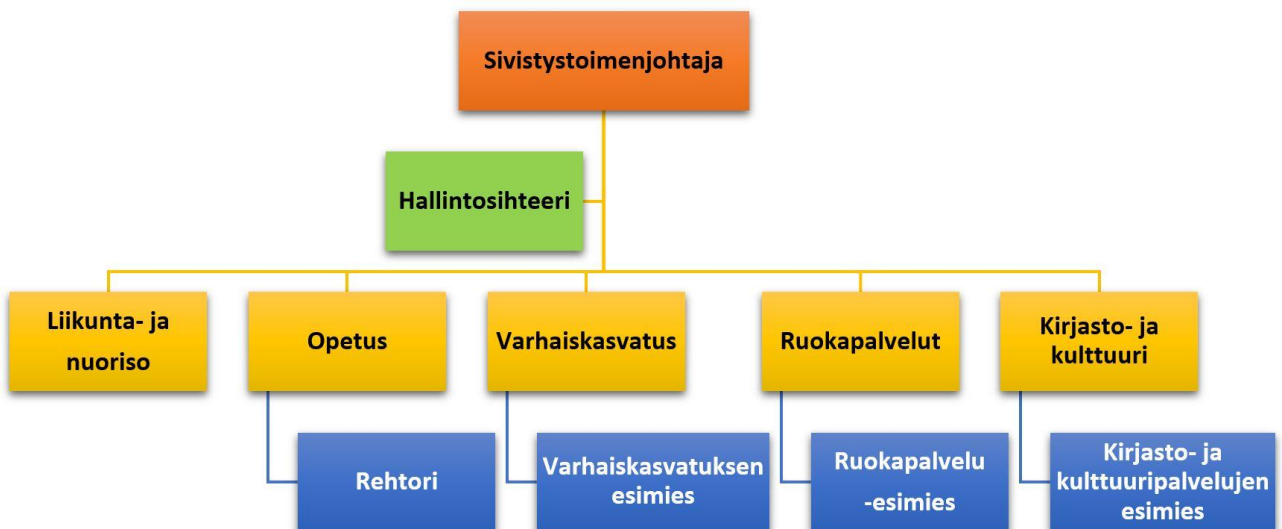 Sivistystoimenjohtaja
Hallintosihteeri
Liikunta- ja
nuoriso
Opetus
Varhaiskasvatus
Ruokapalvelut
Kirjasto- ja
kulttuuri
Rehtori
Varhaiskasvatuksen
esimies
Ruokapalvelu
-esimies
Kirjasto- ja
kulttuuripalvelujen
esimies